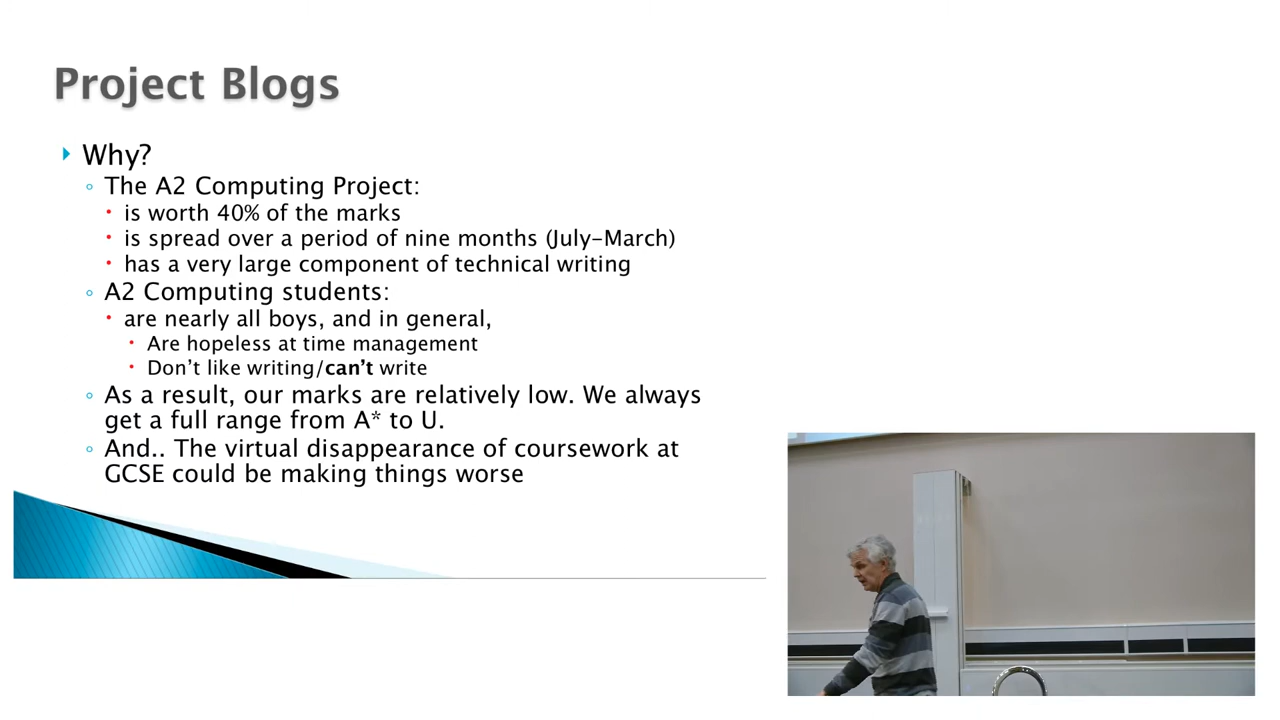 Project Blogs
Why?
The A2 Computing Project:
is worth 40% of the marks
is spread over a period of nine months (July–March)
has a very large component of technical writing
A2 Computing students:
are nearly all boys, and in general,
Are hopeless at time management
Don’t like writing/can’t write
As a result, our marks are relatively low. We always
get a full range from A* to U.
And.. The virtual disappearance of coursework at
GCSE could be making things worse